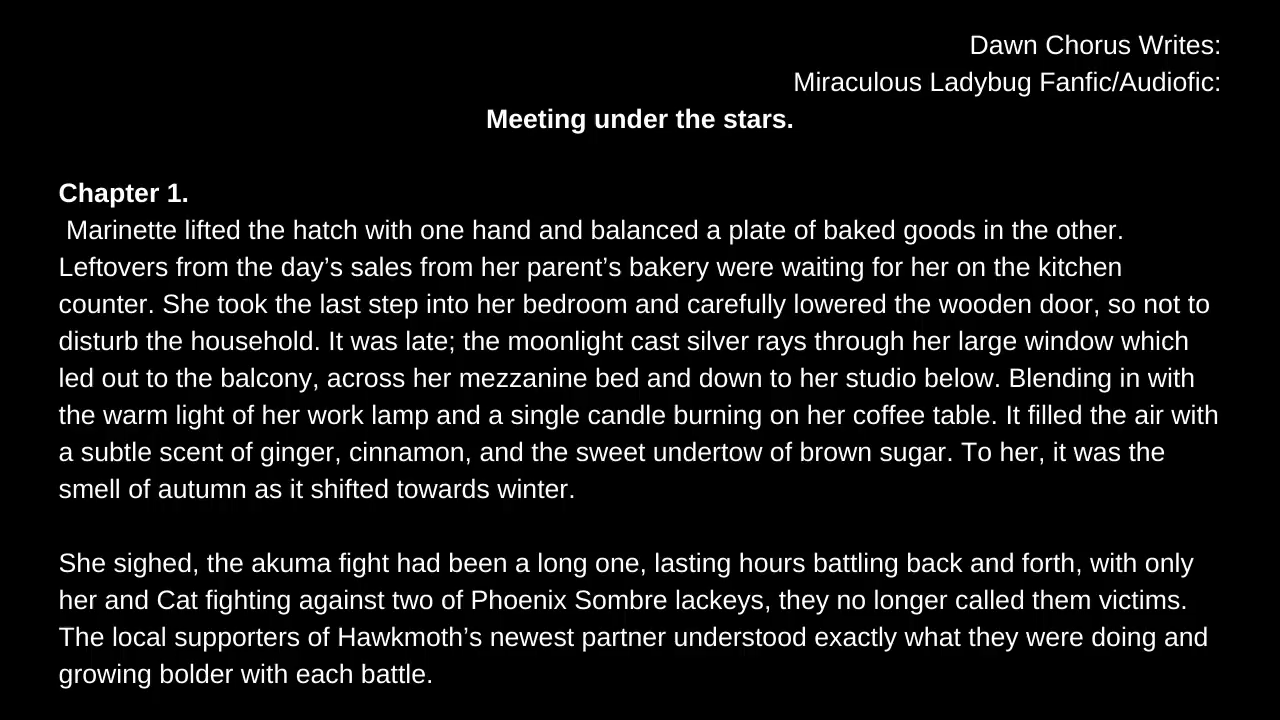 Dawn Chorus Writes:
Miraculous Ladybug Fanfic/Audiofic:
Meeting under the stars.
Chapter 1.
Marinette lifted the hatch with one hand and balanced a plate of baked goods in the other.
Leftovers from the day’s sales from her parent’s bakery were waiting for her on the kitchen
counter. She took the last step into her bedroom and carefully lowered the wooden door, so not to
disturb the household. It was late; the moonlight cast silver rays through her large window which
led out to the balcony, across her mezzanine bed and down to her studio below. Blending in with
the warm light of her work lamp and a single candle burning on her coffee table. It filled the air with
a subtle scent of ginger, cinnamon, and the sweet undertow of brown sugar. To her, it was the
smell of autumn as it shifted towards winter.
She sighed, the akuma fight had been a long one, lasting hours battling back and forth, with only
her and Cat fighting against two of Phoenix Sombre lackeys, they no longer called them victims.
The local supporters of Hawkmoth’s newest partner understood exactly what they were doing and
growing bolder with each battle.